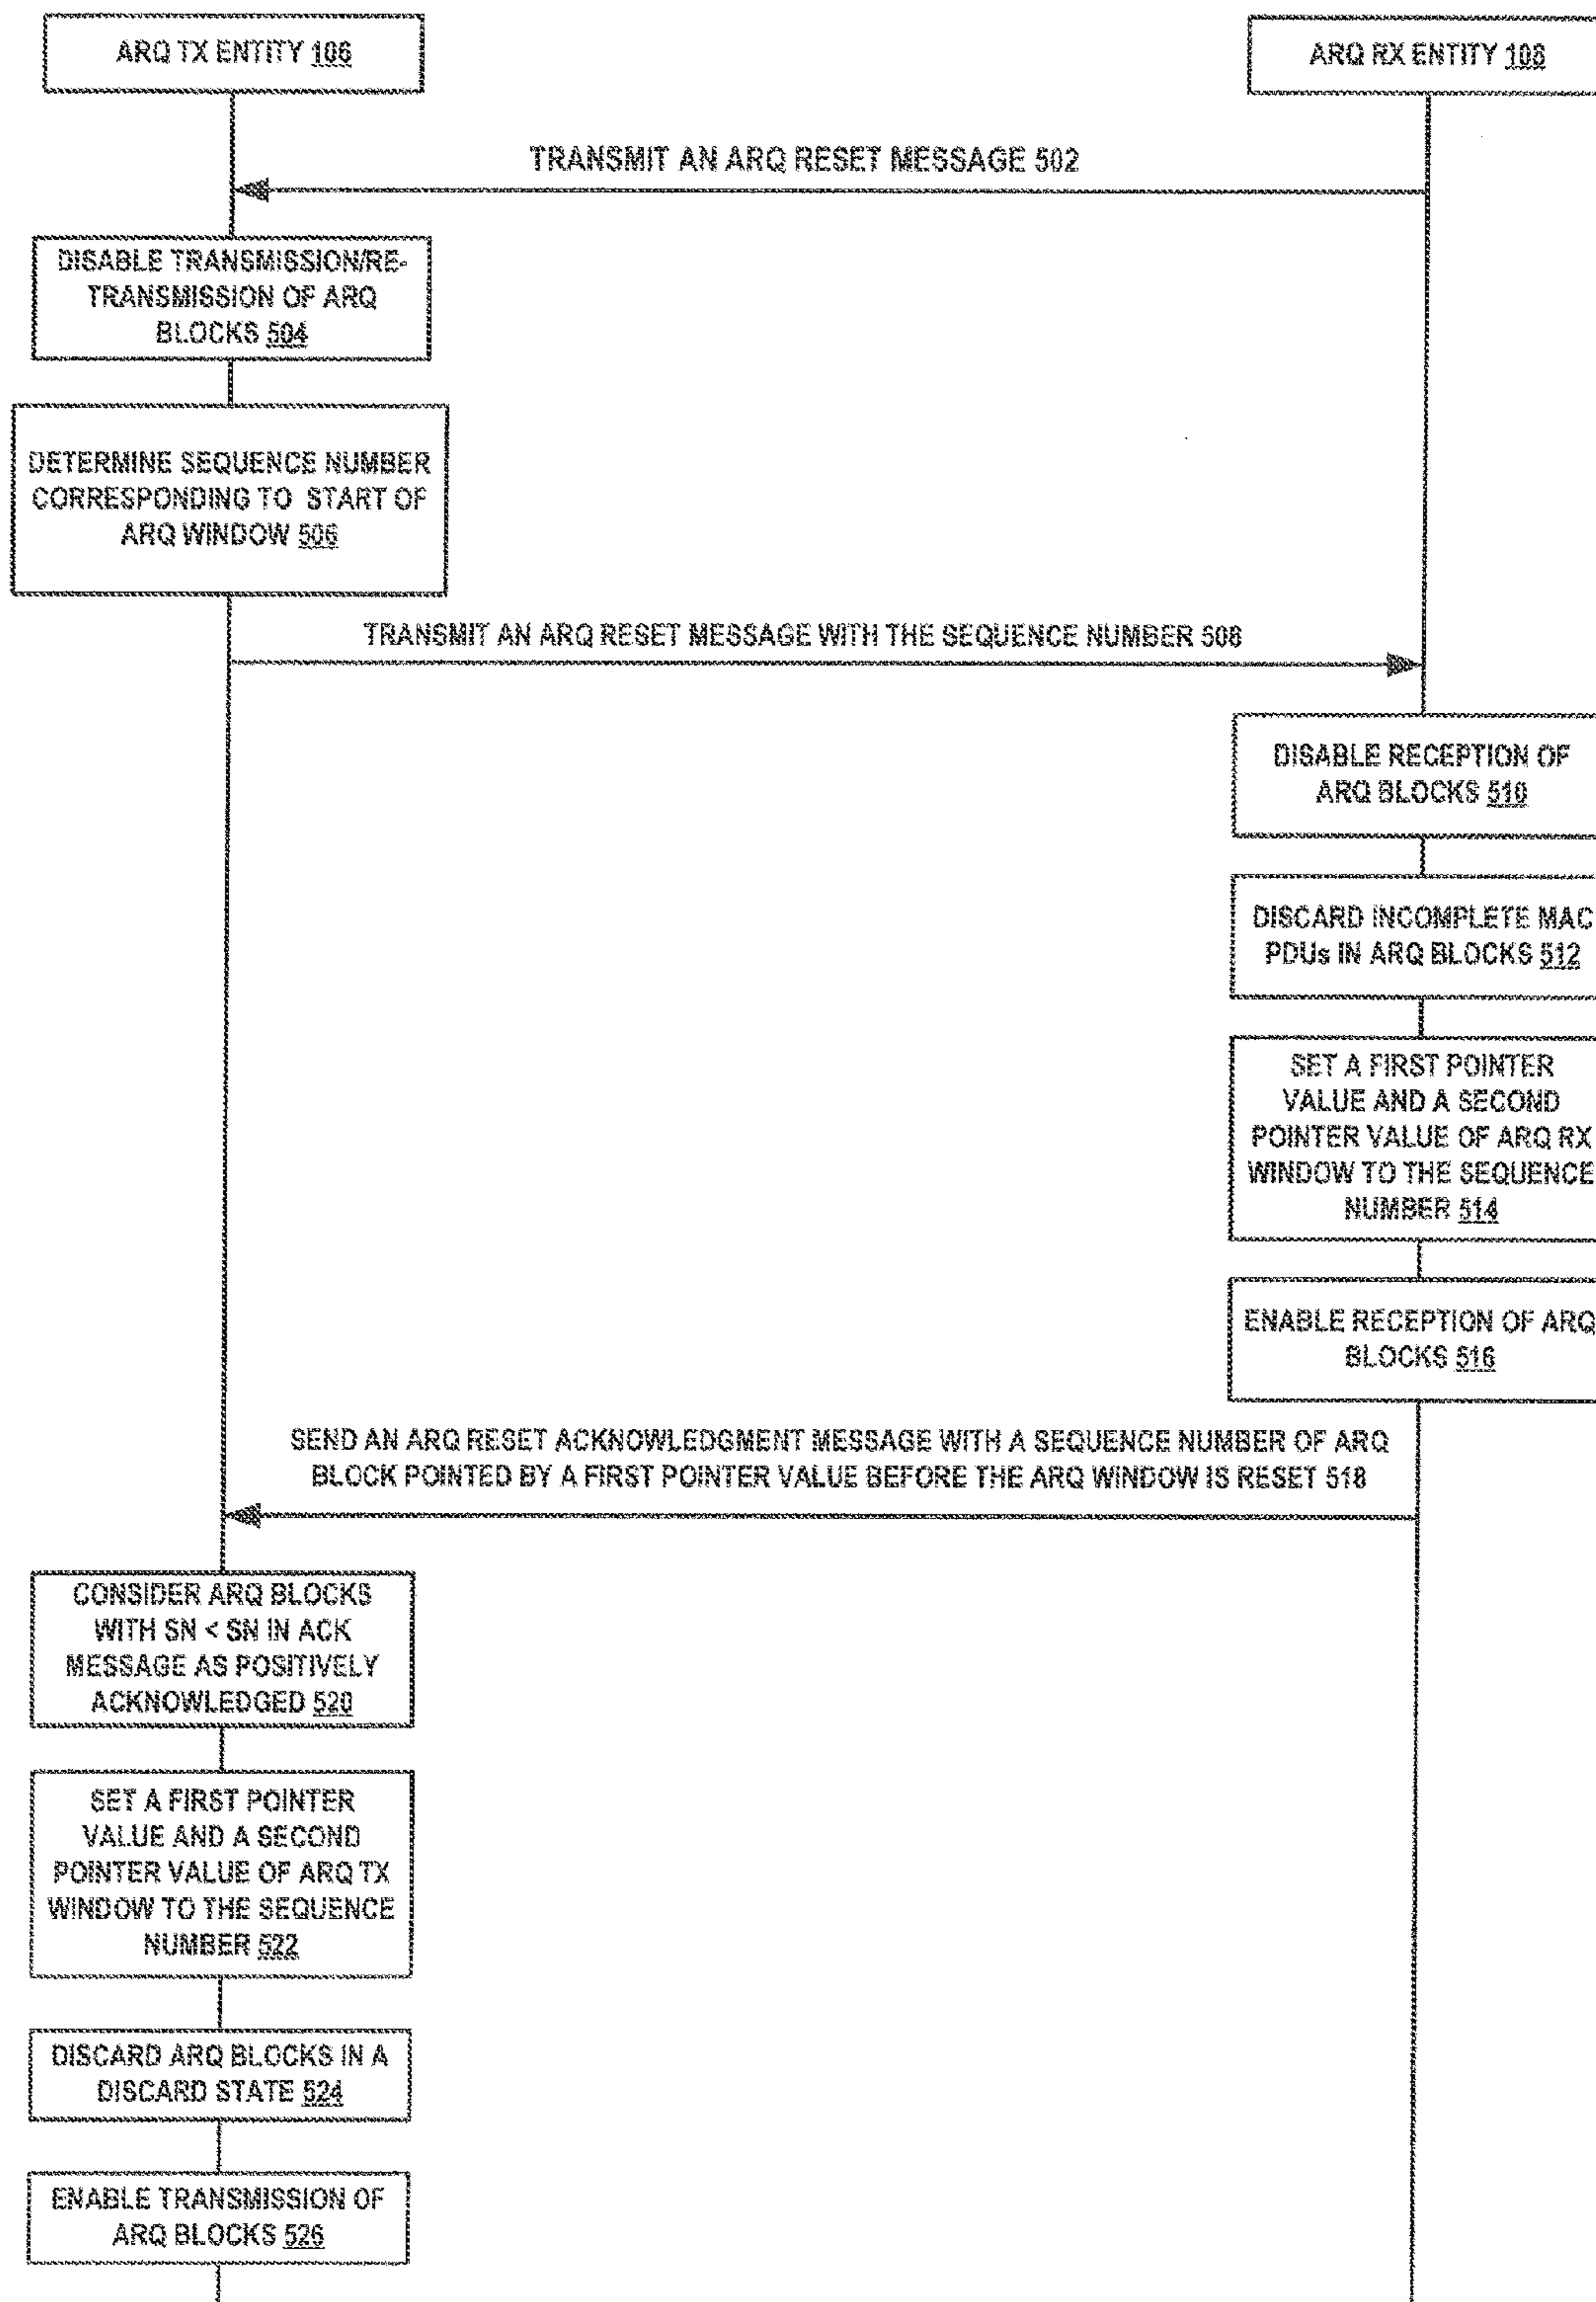 ARQ TX ENTITY 106
ARQ RX ENTITY 108
TRANSMIT AN ARQ RESET MESSAGE 502
DISABLE TRANSMISSION/RE-
TRANSMISSION OF ARQ
BLOCKS 504
DETERMINE SEQUENCE NUMBER
CORRESPONDING TO START OF
ARQ WINDOW 506
TRANSMIT AN ARQ RESET MESSAGE WITH THE SEQUENCE NUMBER 508
DISABLE RECEPTION OF
ARQ BLOCKS 510
DISCARD INCOMPLETE MAC
PDUs IN ARQ BLOCKS 512
SET A FIRST POINTER
VALUE AND A SECOND
POINTER VALUE OF ARQ RX
WINDOW TO THE SEQUENCE
NUMBER 514
ENABLE RECEPTION OF ARQ
BLOCKS 516
SEND AN ARQ RESET ACKNOWLEDGMENT MESSAGE WITH A SEQUENCE NUMBER OF ARQ
BLOCK POINTED BY A FIRST POINTER VALUE BEFORE THE ARQ WINDOW IS RESET 518
CONSIDER ARQ BLOCKS
WITH SN < SN IN ACK
MESSAGE AS POSITIVELY
ACKNOWLEDGED 520
SET A FIRST POINTER
VALUE AND A SECOND
POINTER VALUE OF ARQ TX
WINDOW TO THE SEQUENCE
NUMBER 522
DISCARD ARQ BLOCKS IN A
DISCARD STATE 524
ENABLE TRANSMISSION OF
ARQ BLOCKS 526